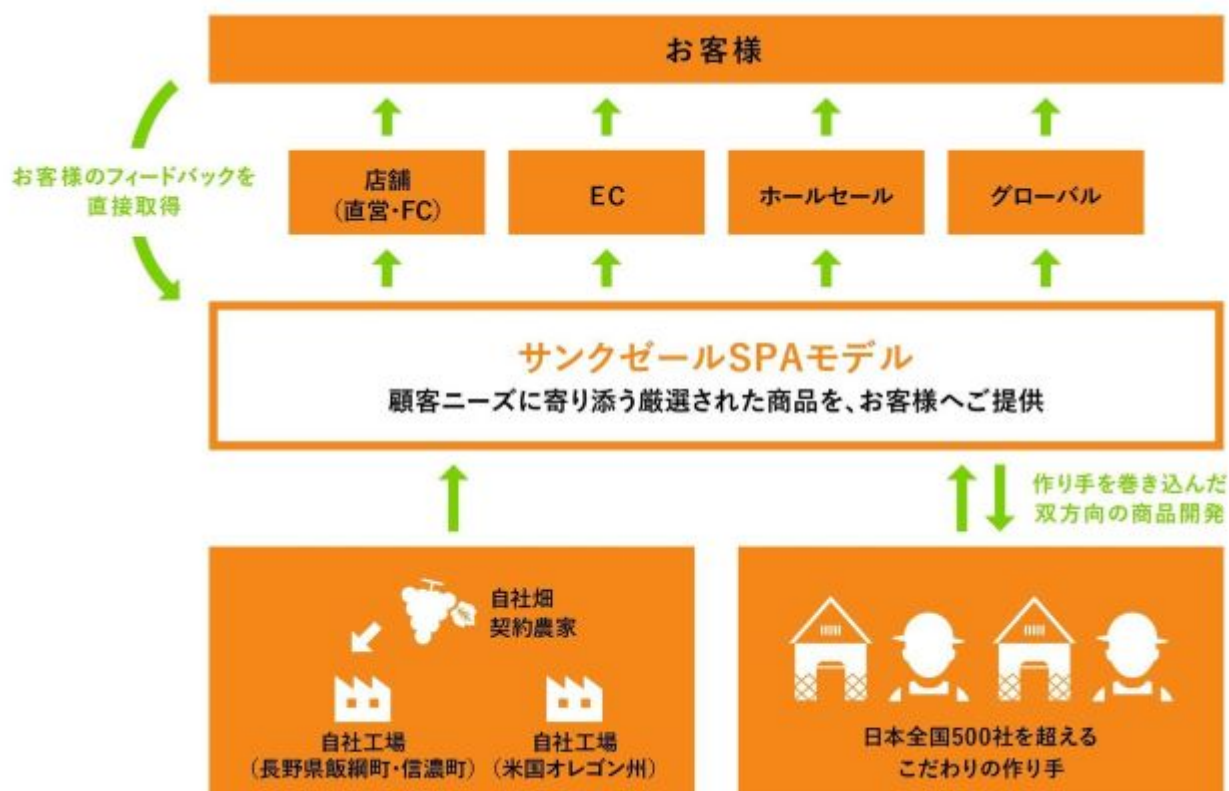 お客様
お客様のフィードバックを
直接取得
店舗
（直営・FC）
EC
ホールセール
グローバル
サンクゼールSPAモデル
顧客ニーズに寄り添う厳選された商品を、お客様へご提供
作り手を巻き込んだ
双方向の商品開発
自社畑
契約農家
自社工場
（長野県飯綱町・信濃町）
自社工場
（米国オレゴン州）
日本全国500社を超える
こだわりの作り手